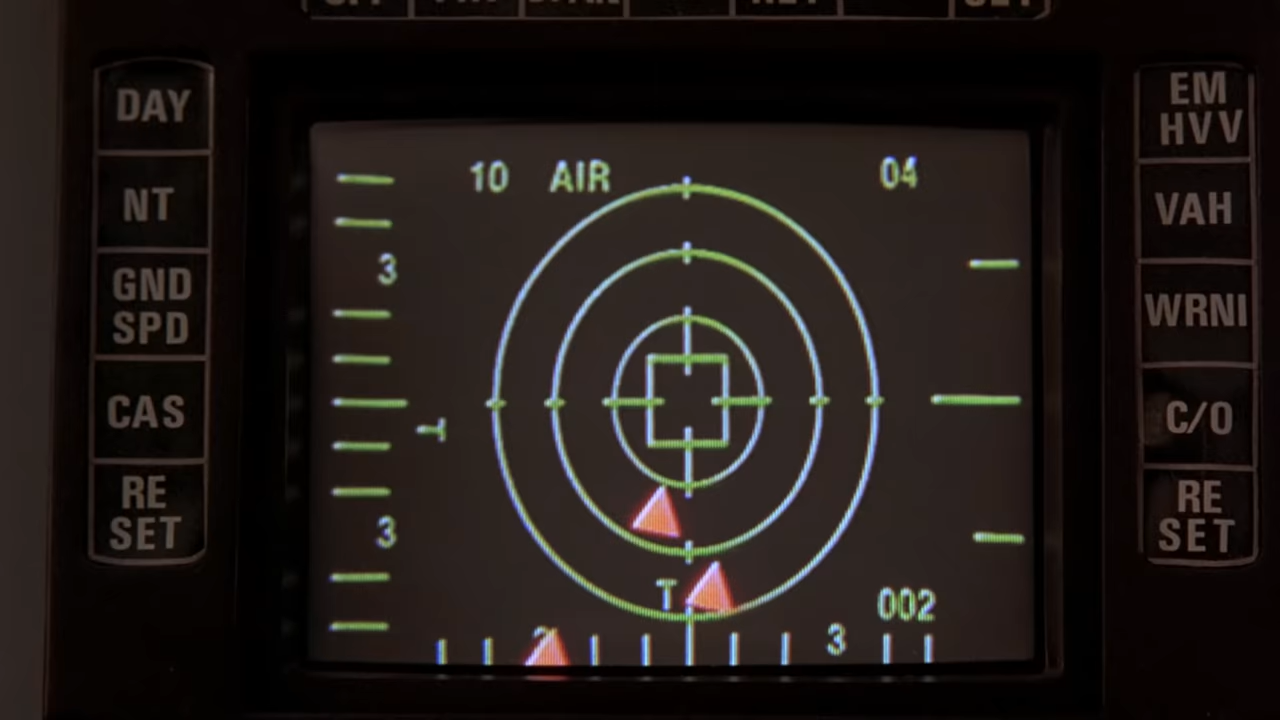 DAY
NT
GND
SPD
CAS
RE
SET
10 AIR 04
3
T
3
T
002
3
EM
HVV
VAH
WRNI
C/O
RE
SET